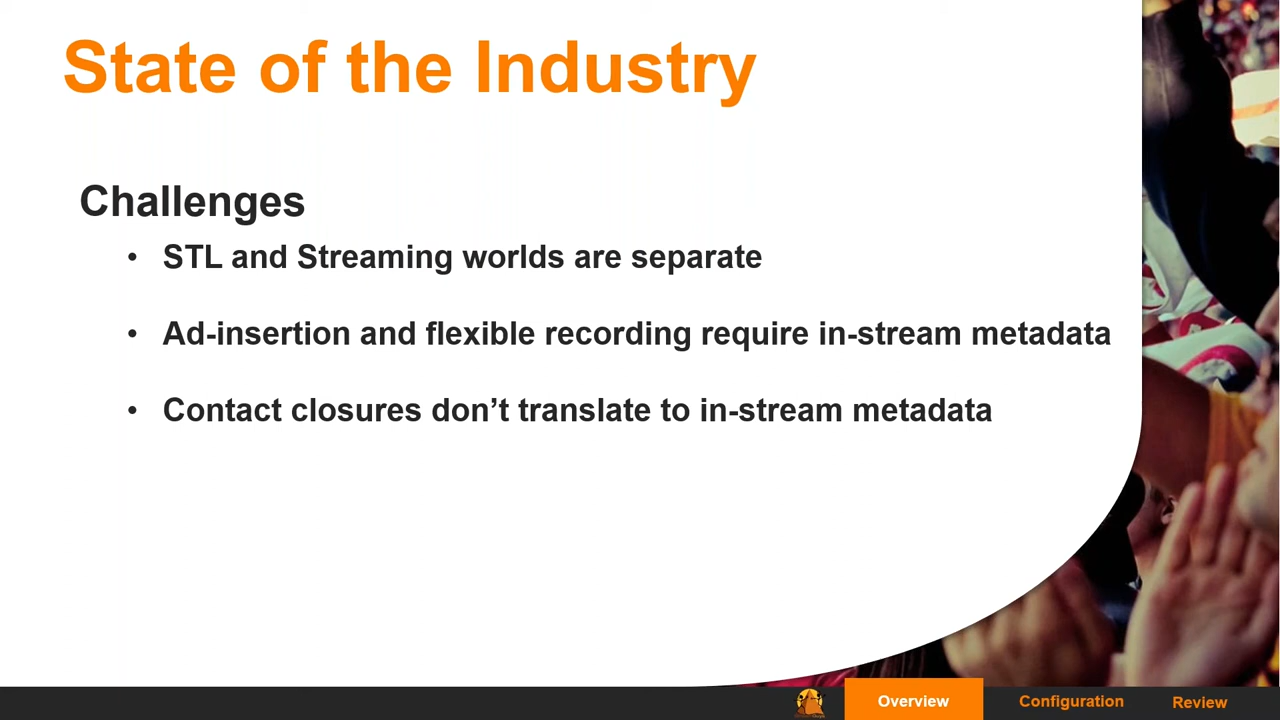 State of the Industry
Challenges
• STL and Streaming worlds are separate
• Ad-insertion and flexible recording require in-stream metadata
• Contact closures don’t translate to in-stream metadata
Overview Configuration Review